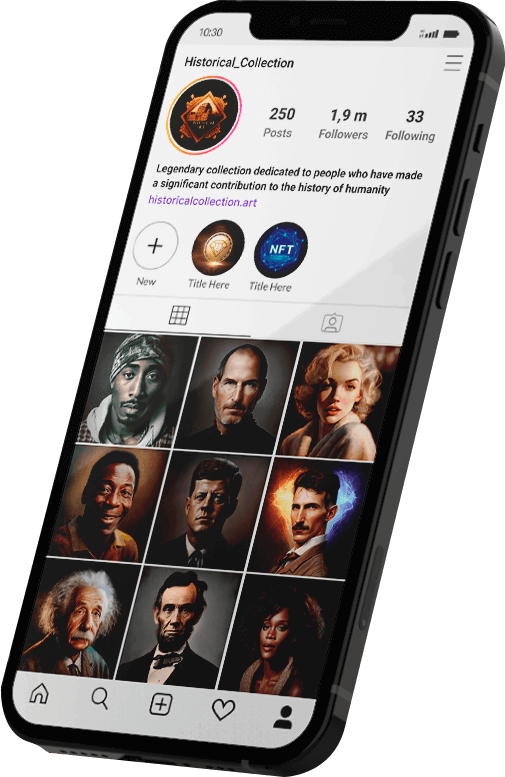 10:30
Historical_Collection
250 1,9 m 33
Posts Followers Following
Legendary collection dedicated to people who have made
a significant contribution to the history of humanity
historicalcollection.art
NFT
New Title Here Title Here